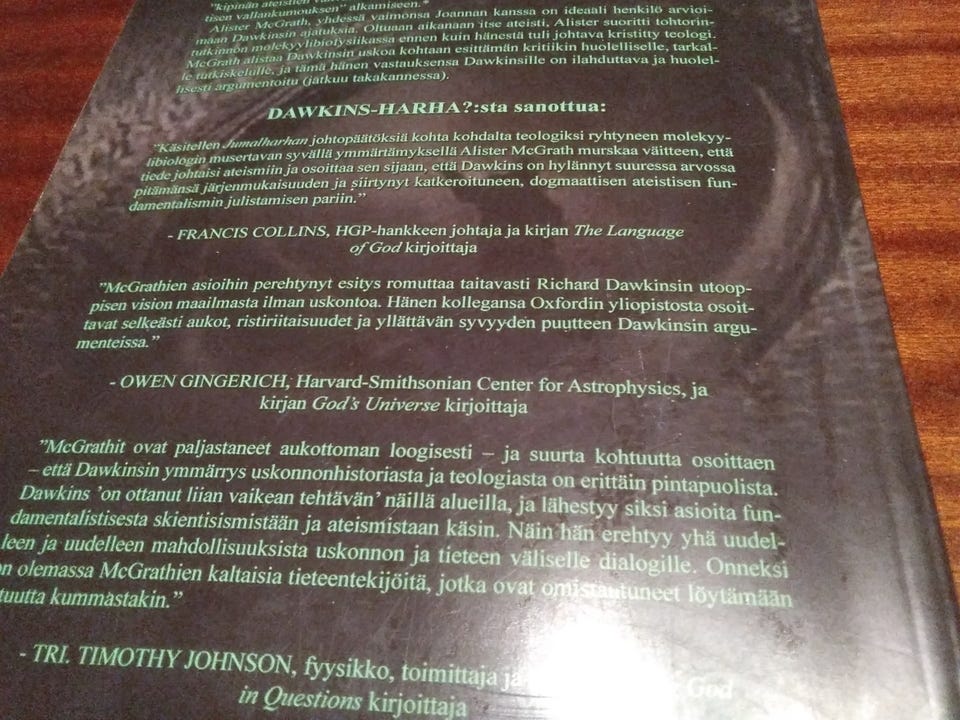 "kipinän ateistien
tisen vallankumouksen" alkamiseen.*
Alister McGrath, yhdessä vaimonsa Joannan kanssa on ideaali henkilö arvioi-
maan Dawkinsin ajatuksia. Oltuaan aikanaan itse ateisti, Alister suoritti tohtorin-
tutkinnon molekyylibiofysiikassa ennen kuin hänestä tuli johtava kristitty teologi.
McGrath alistaa Dawkinsin uskoa kohtaan esittämän kritiikin huolelliselle, tarkal-
le tutkiskelulle, ja tämä hänen vastauksensa Dawkinsille on ilahduttava ja huolel-
lisesti argumentoitu (jatkuu takakannessa).
DAWKINS-HARHA?:sta sanottua:
"Käsitellen Jumalharhan johtopäätöksiä kohta kohdalta teologiksi ryhtyneen molekyy-
libiologin musertavan syvällä ymmärtämyksellä Alister McGrath murskaa väitteen, että
tiede johtaisi ateismiin ja osoittaa sen sijaan, että Dawkins on hylännyt suuressa arvossa
pitämänsä järjenmukaisuuden ja siirtynyt katkeroituneen, dogmaattisen ateistisen fun-
damentalismin julistamisen pariin."
- FRANCIS COLLINS, HGP-hankkeen johtaja ja kirjan The Language
of God kirjoittaja
"McGrathien asioihin perehtynyt esitys romuttaa taitavasti Richard Dawkinsin utoop-
pisen vision maailmasta ilman uskontoa. Hänen kollegansa Oxfordin yliopistosta osoit-
tavat selkeästi aukot, ristiriitaisuudet ja yllättävän syvyyden puutteen Dawkinsin argu-
menteissa."
- OWEN GINGERICH, Harvard-Smithsonian Center for Astrophysics, ja
kirjan God's Universe kirjoittaja
"McGrathit ovat paljastaneet aukottoman loogisesti – ja suurta kohtuutta osoittaen
– että Dawkinsin ymmärrys uskonnonhistoriasta ja teologiasta on erittäin pintapuolista.
Dawkins 'on ottanut liian vaikean tehtävän' näillä alueilla, ja lähestyy siksi asioita fun-
damentalistisesta skientisismistään ja ateismistaan käsin. Näin hän erehtyy yhä uudel-
leen ja uudelleen mahdollisuuksista uskonnon ja tieteen väliselle dialogille. Onneksi
on olemassa McGrathien kaltaisia tieteentekijöitä, jotka ovat omistautuneet löytämään
tuutta kummastakin."
- TRI. TIMOTHY JOHNSON, fyysikko, toimittaja ja God
in Questions kirjoittaja